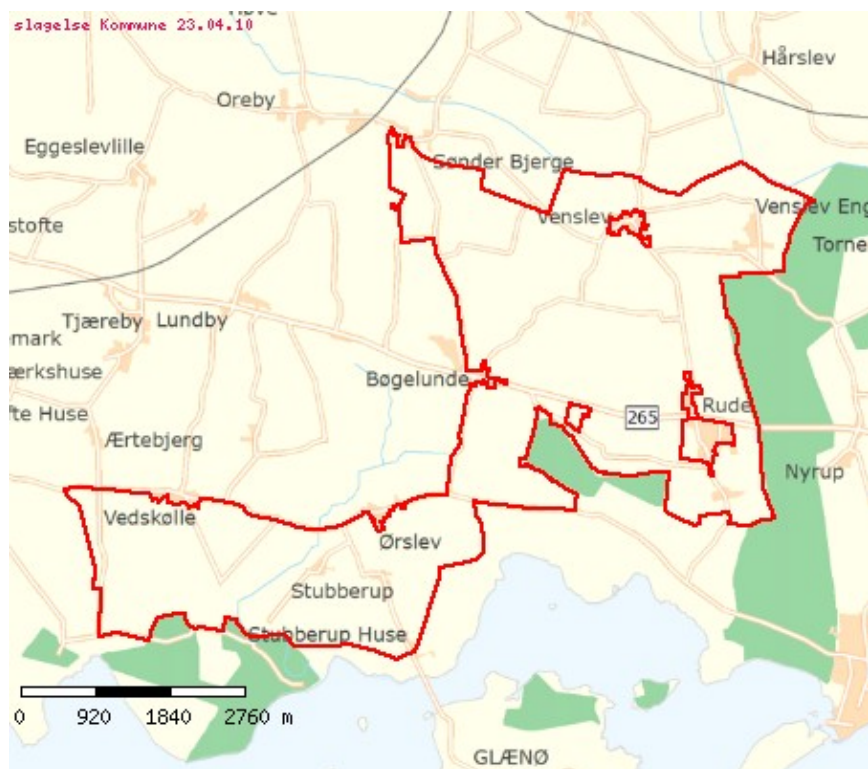 slagelse Kommune 23.04.10
Hårslev
Oreby
Eggeslevlille
Sønder Bjerge
Venslev
Venslev Eng
stofte
Torne
Tjæreby
Lundby
mark
ærkshuse
Bøgelunde
fte Huse
265
Rude
Ærtebjerg
Nyrup
Vedskølle
Ørslev
Stubberup
Stubberup Huse
0 920 1840 2760 m
GLÆNØ